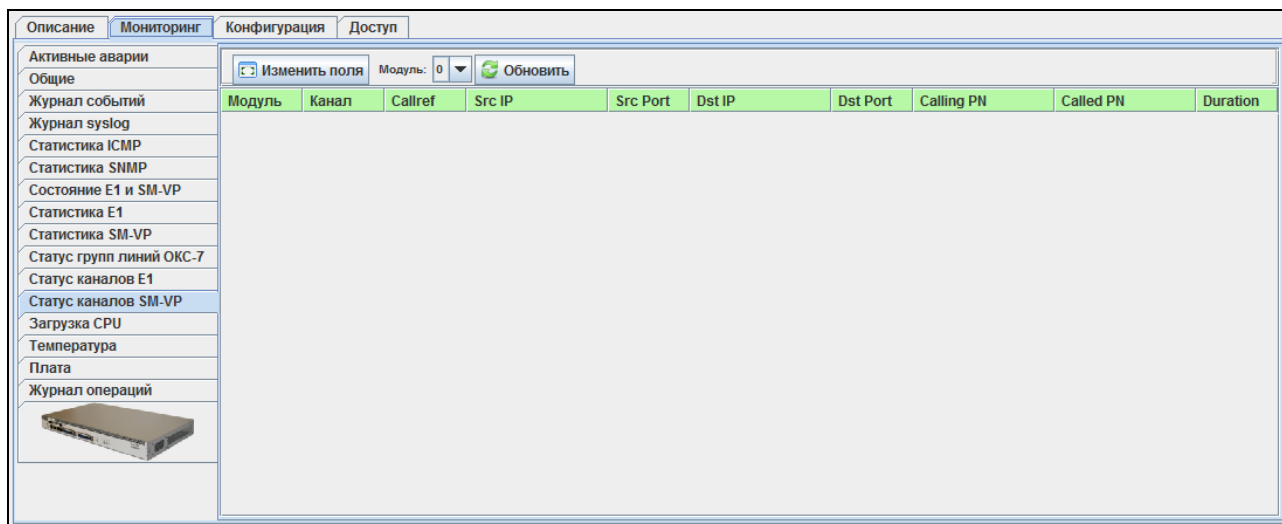 Описание Мониторинг Конфигурация Доступ
Активные аварии
Общие
Журнал событий
Журнал syslog
Статистика ICMP
Статистика SNMP
Состояние E1 и SM-VP
Статистика E1
Статистика SM-VP
Статус групп линий ОКС-7
Статус каналов E1
Статус каналов SM-VP
Загрузка CPU
Температура
Плата
Журнал операций
Изменить поля Модуль: 0 Обновить
Модуль Канал Callref Src IP Src Port Dst IP Dst Port Calling PN Called PN Duration